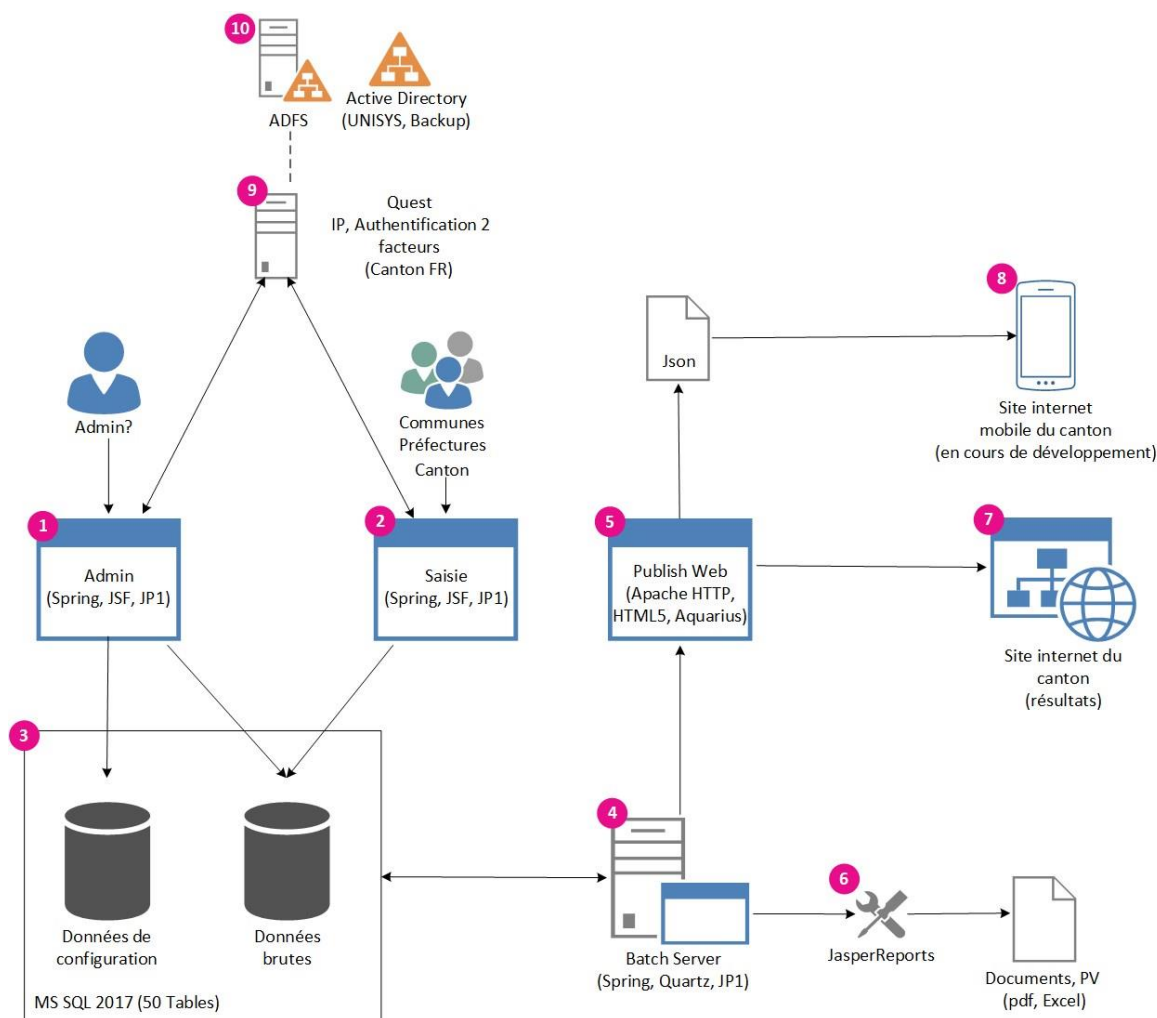 10
ADFS
Active Directory
(UNISYS, Backup)
9
Quest
IP, Authentification 2
facteurs
(Canton FR)
Admin?
Communes
Préfectures
Canton
Json
8
Site internet
mobile du canton
(en cours de développement)
1
Admin
(Spring, JSF, JP1)
2
Saisie
(Spring, JSF, JP1)
5
Publish Web
(Apache HTTP,
HTML5, Aquarius)
7
Site internet du
canton
(résultats)
3
Données de
configuration
Données
brutes
MS SQL 2017 (50 Tables)
4
Batch Server
(Spring, Quartz, JP1)
6
JasperReports
Documents, PV
(pdf, Excel)